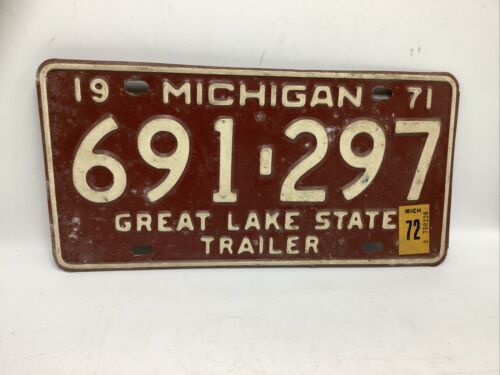 19 MICHIGAN 71
691-297
GREAT LAKE STATE
TRAILER
MICH
72